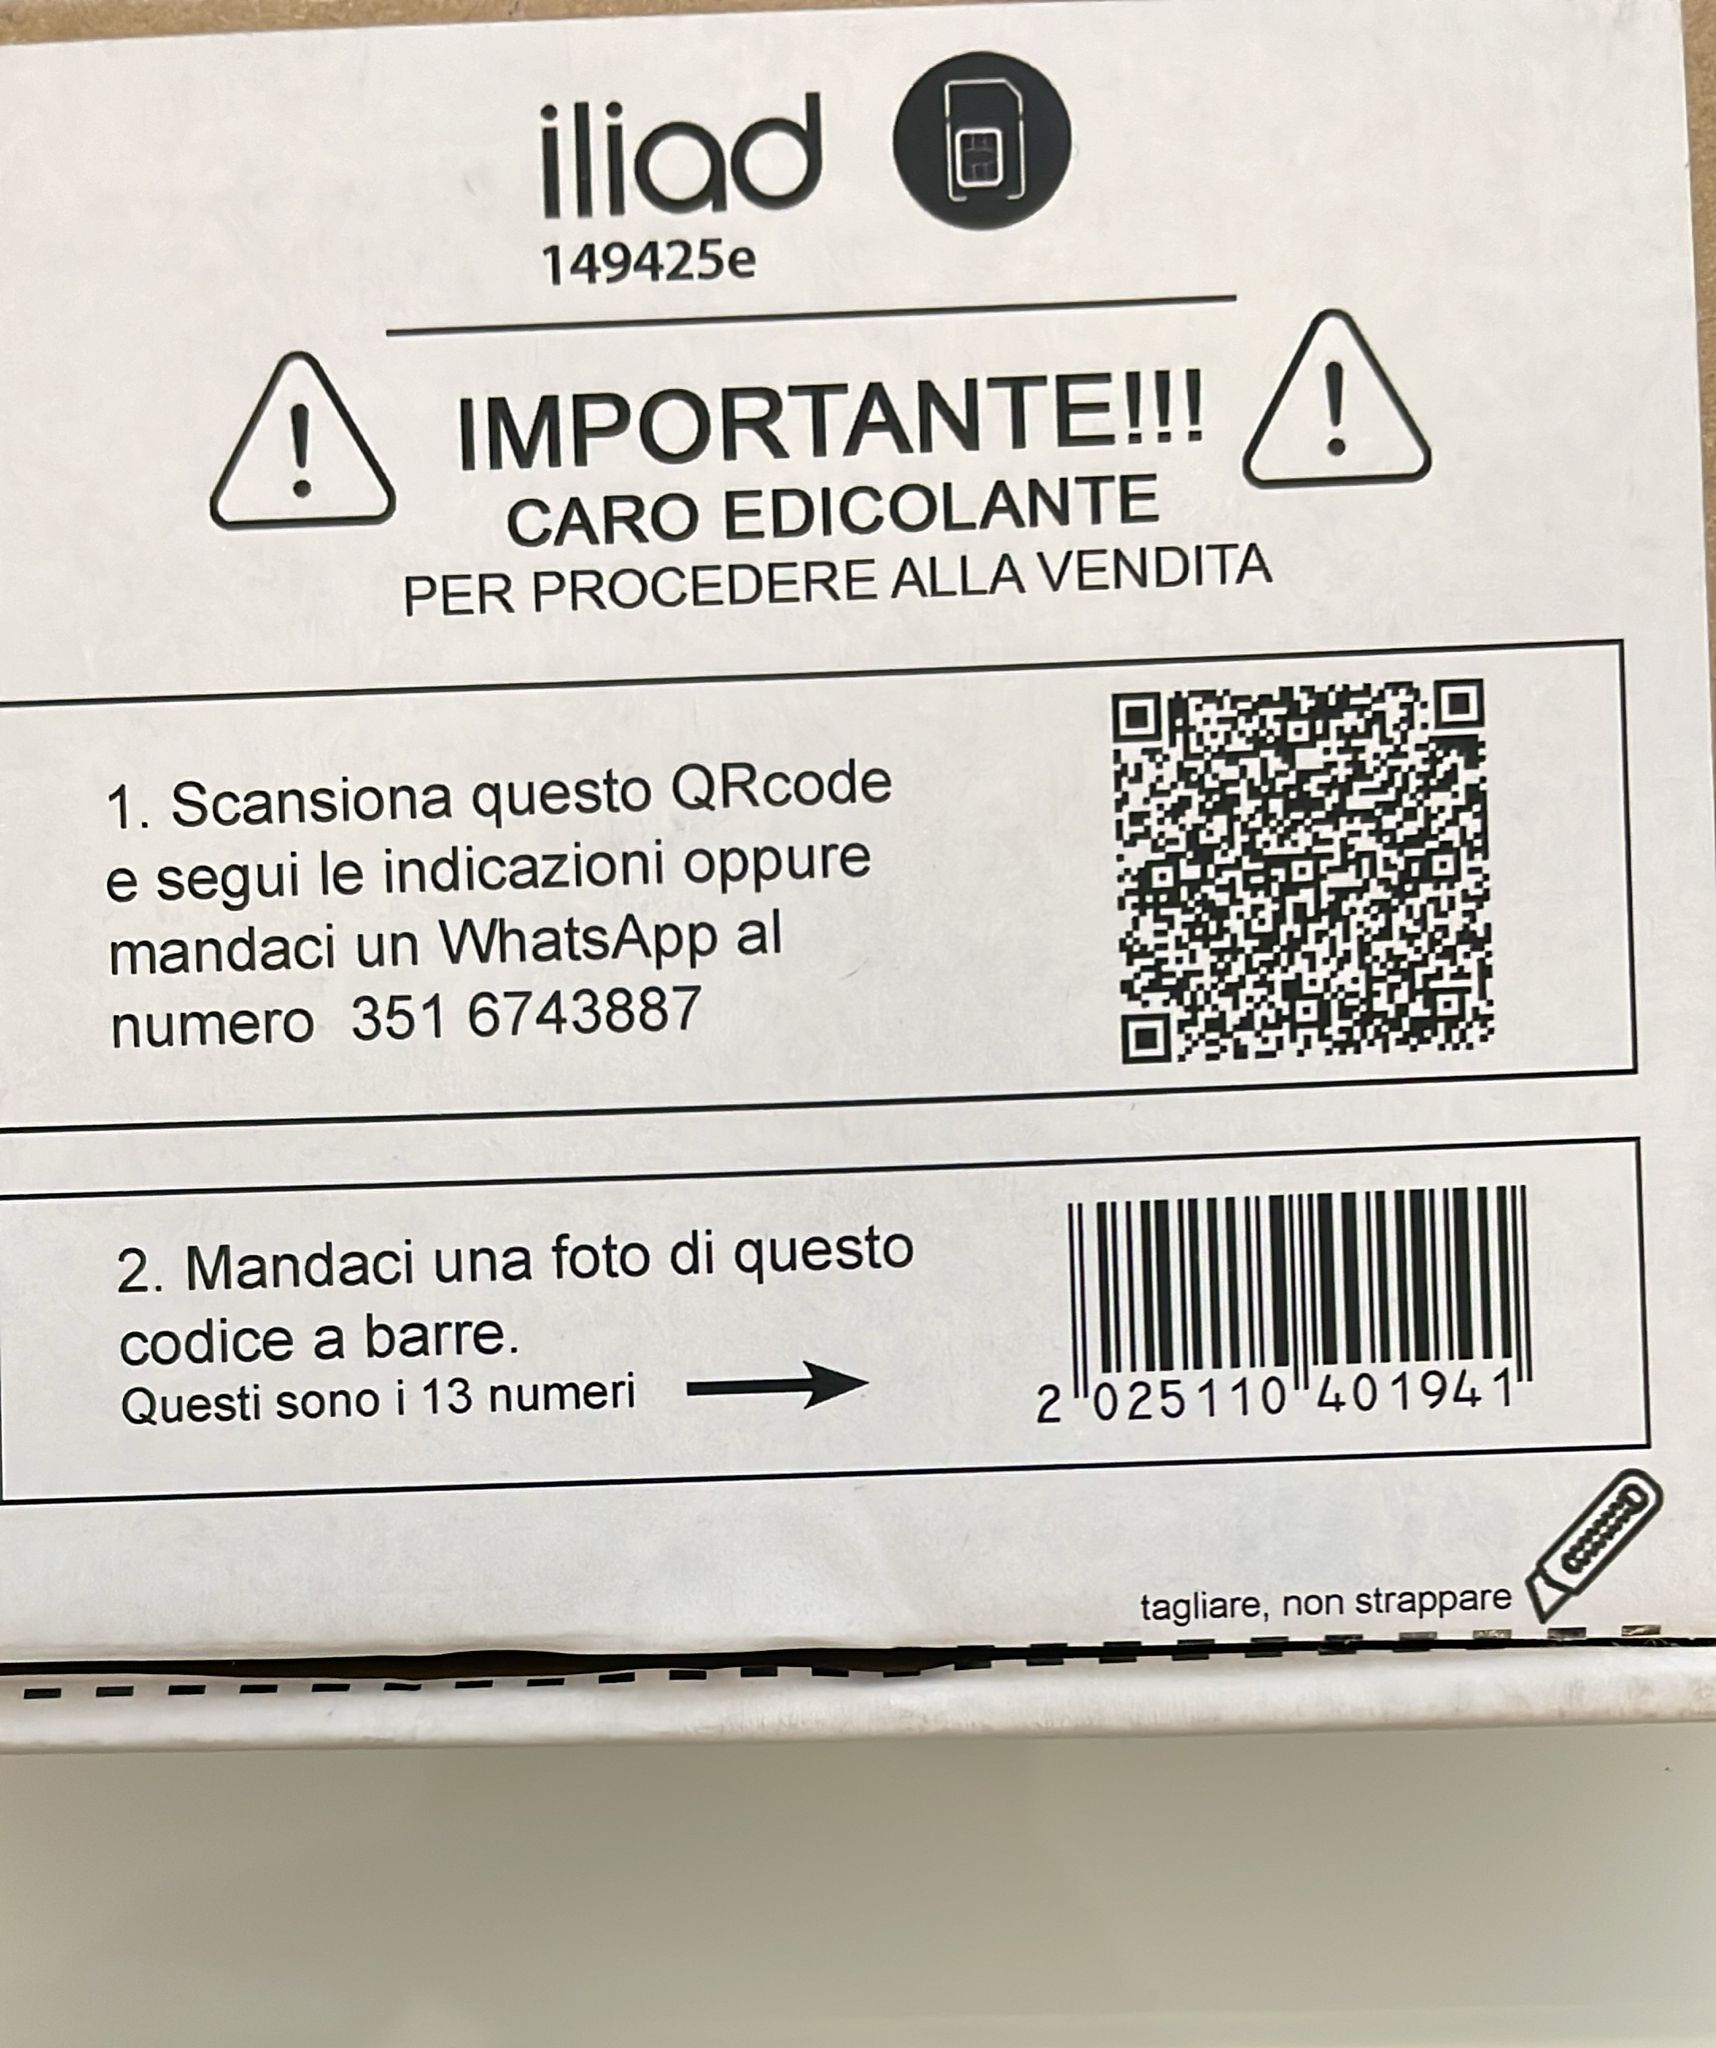 iliad
149425e
IMPORTANTE!!!
CARO EDICOLANTE
PER PROCEDERE ALLA VENDITA
1. Scansiona questo QRcode
e segui le indicazioni oppure
mandaci un WhatsApp al
numero 351 6743887
2. Mandaci una foto di questo
codice a barre.
Questi sono i 13 numeri
2 025110 401941
tagliare, non strappare